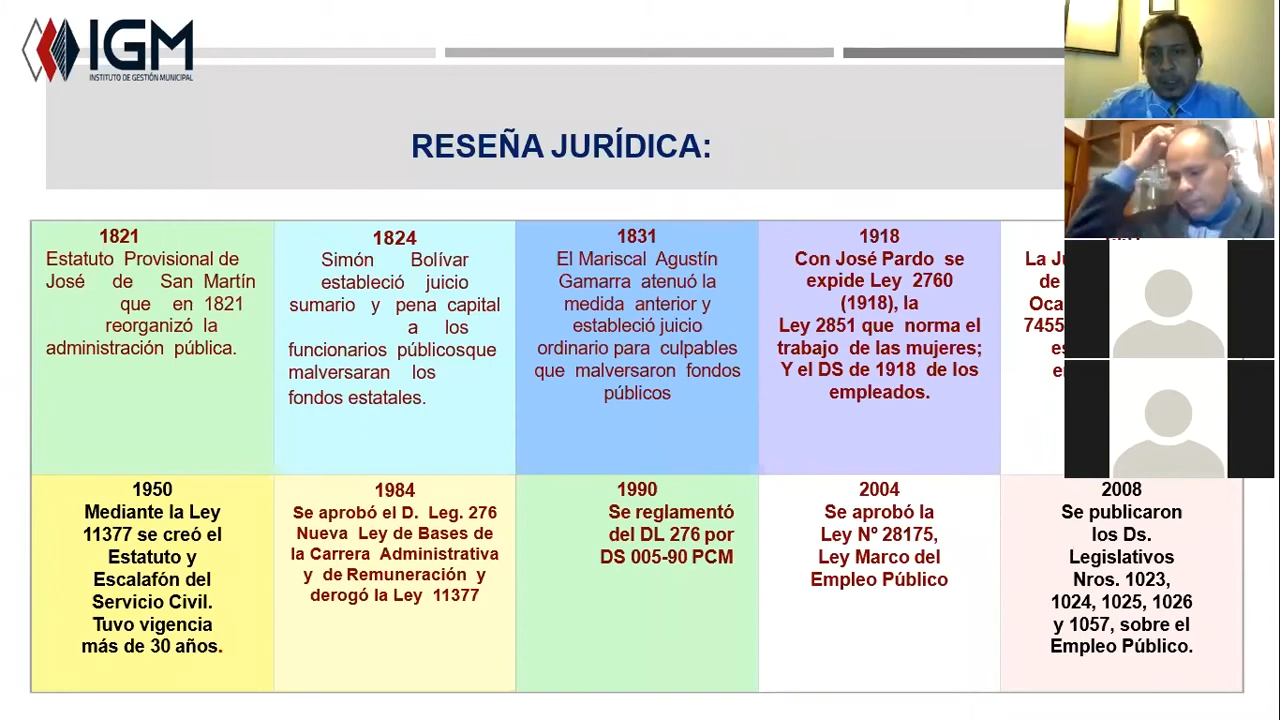 IGM
INSTITUTO DE GESTIÓN MUNICIPAL
RESEÑA JURÍDICA:
1821
Estatuto Provisional de
José de San Martín
que en 1821
reorganizó la
administración pública.
1824
Simón Bolívar
estableció juicio
sumario y pena capital
a los
funcionarios públicosque
malversaran los
fondos estatales.
1831
El Mariscal Agustín
Gamarra atenuó la
medida anterior y
estableció juicio
ordinario para culpables
que malversaron fondos
públicos
1918
Con José Pardo se
expide Ley 2760
(1918), la
Ley 2851 que norma el
trabajo de las mujeres;
Y el DS de 1918 de los
empleados.
La
de
7455
1950
Mediante la Ley
11377 se creó el
Estatuto y
Escalafón del
Servicio Civil.
Tuvo vigencia
más de 30 años.
1984
Se aprobó el D. Leg. 276
Nueva Ley de Bases de
la Carrera Administrativa
y de Remuneración y
derogó la Ley 11377
1990
Se reglamentó
del DL 276 por
DS 005-90 PCM
2004
Se aprobó la
Ley Nº 28175,
Ley Marco del
Empleo Público
2008
Se publicaron
los Ds.
Legislativos
Nros. 1023,
1024, 1025, 1026
y 1057, sobre el
Empleo Público.